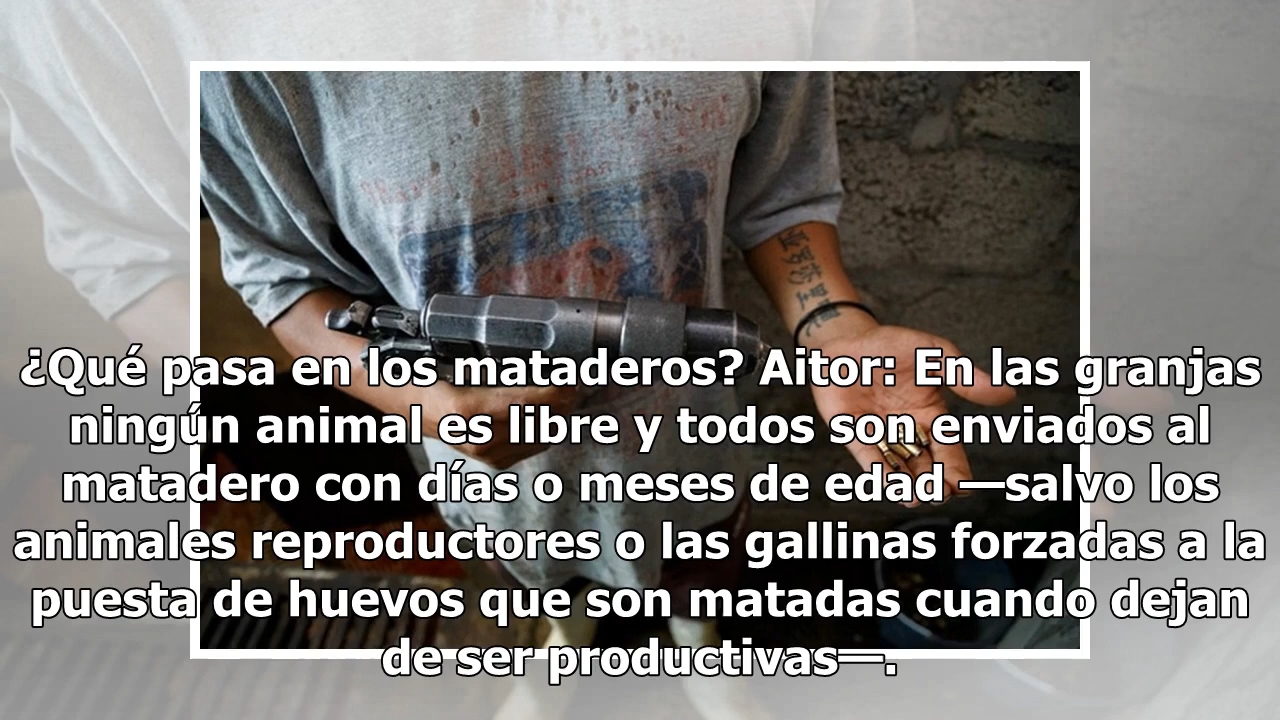 ¿Qué pasa en los mataderos? Aitor: En las granjas
ningún animal es libre y todos son enviados al
matadero con días o meses de edad —salvo los
animales reproductores o las gallinas forzadas a la
puesta de huevos que son matadas cuando dejan
de ser productivas—.